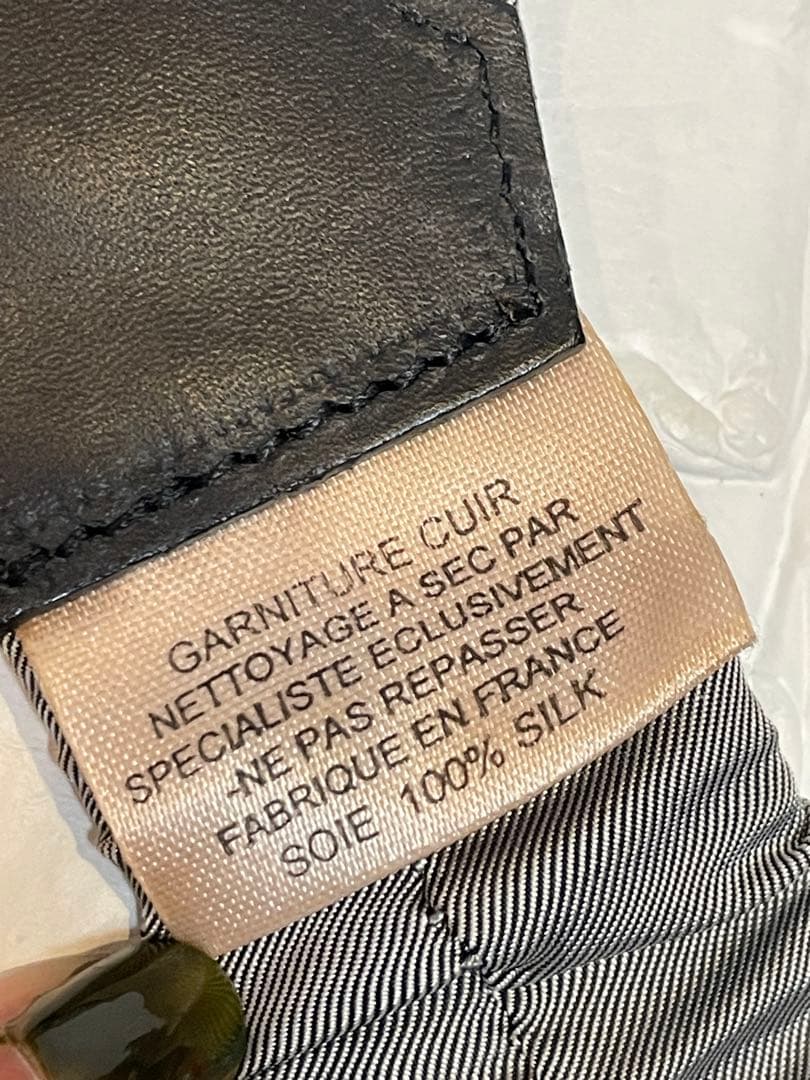 GARNITURE CUIR
NETTOYAGE A SEC PAR
SPECIALISTE ECLUSIVEMENT
-NE PAS REPASSER
FABRIQUE EN FRANCE
SOIE 100% SILK